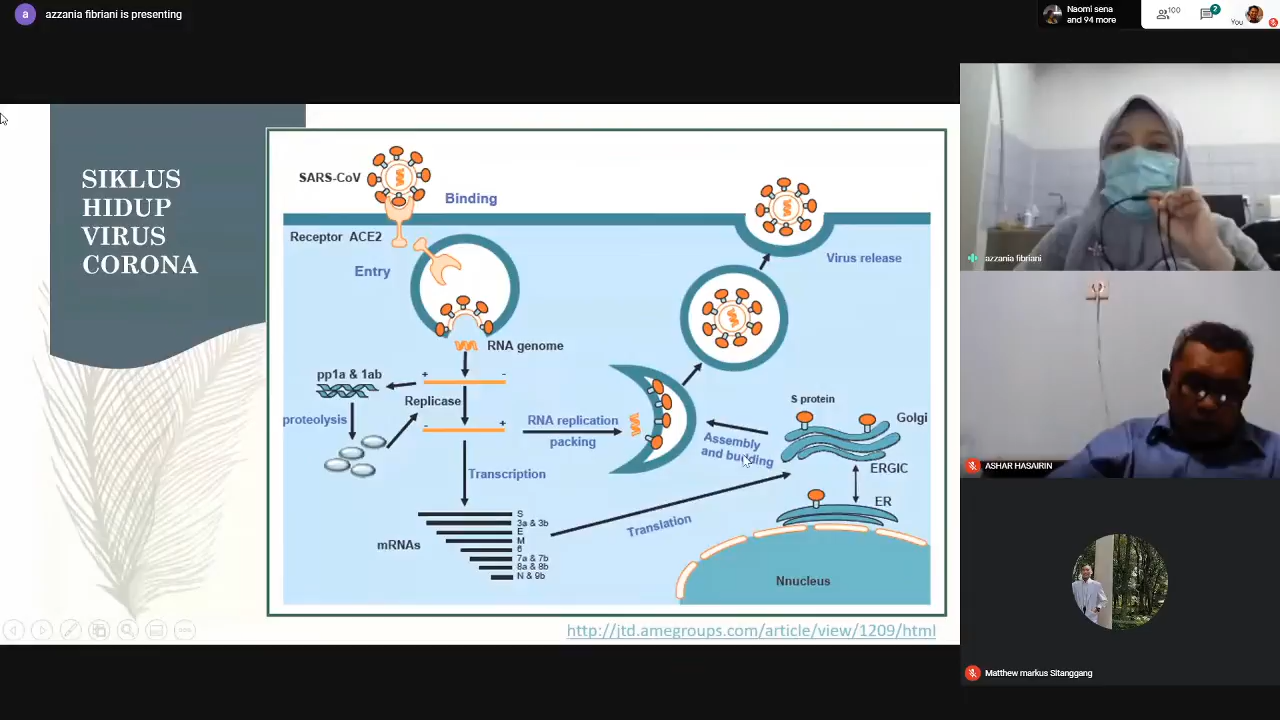 a azzania fibriani is presenting
Naomi sena
and 94 more
100
2
You
SIKLUS
HIDUP
VIRUS
CORONA
SARS-CoV
Binding
Receptor ACE2
Entry
RNA genome
pp1a & 1ab
+ -
Replicase
proteolysis
- +
RNA replication
packing
Transcription
mRNAs
S
3a & 3b
E
M
6
7a & 7b
8a & 8b
N & 9b
Translation
Assembly
and budding
S protein
Golgi
ERGIC
ER
Nnucleus
Virus release
http://jtd.amegroups.com/article/view/1209/html
azzania fibriani
ASHAR HASAIRIN
Matthew markus Sitanggang